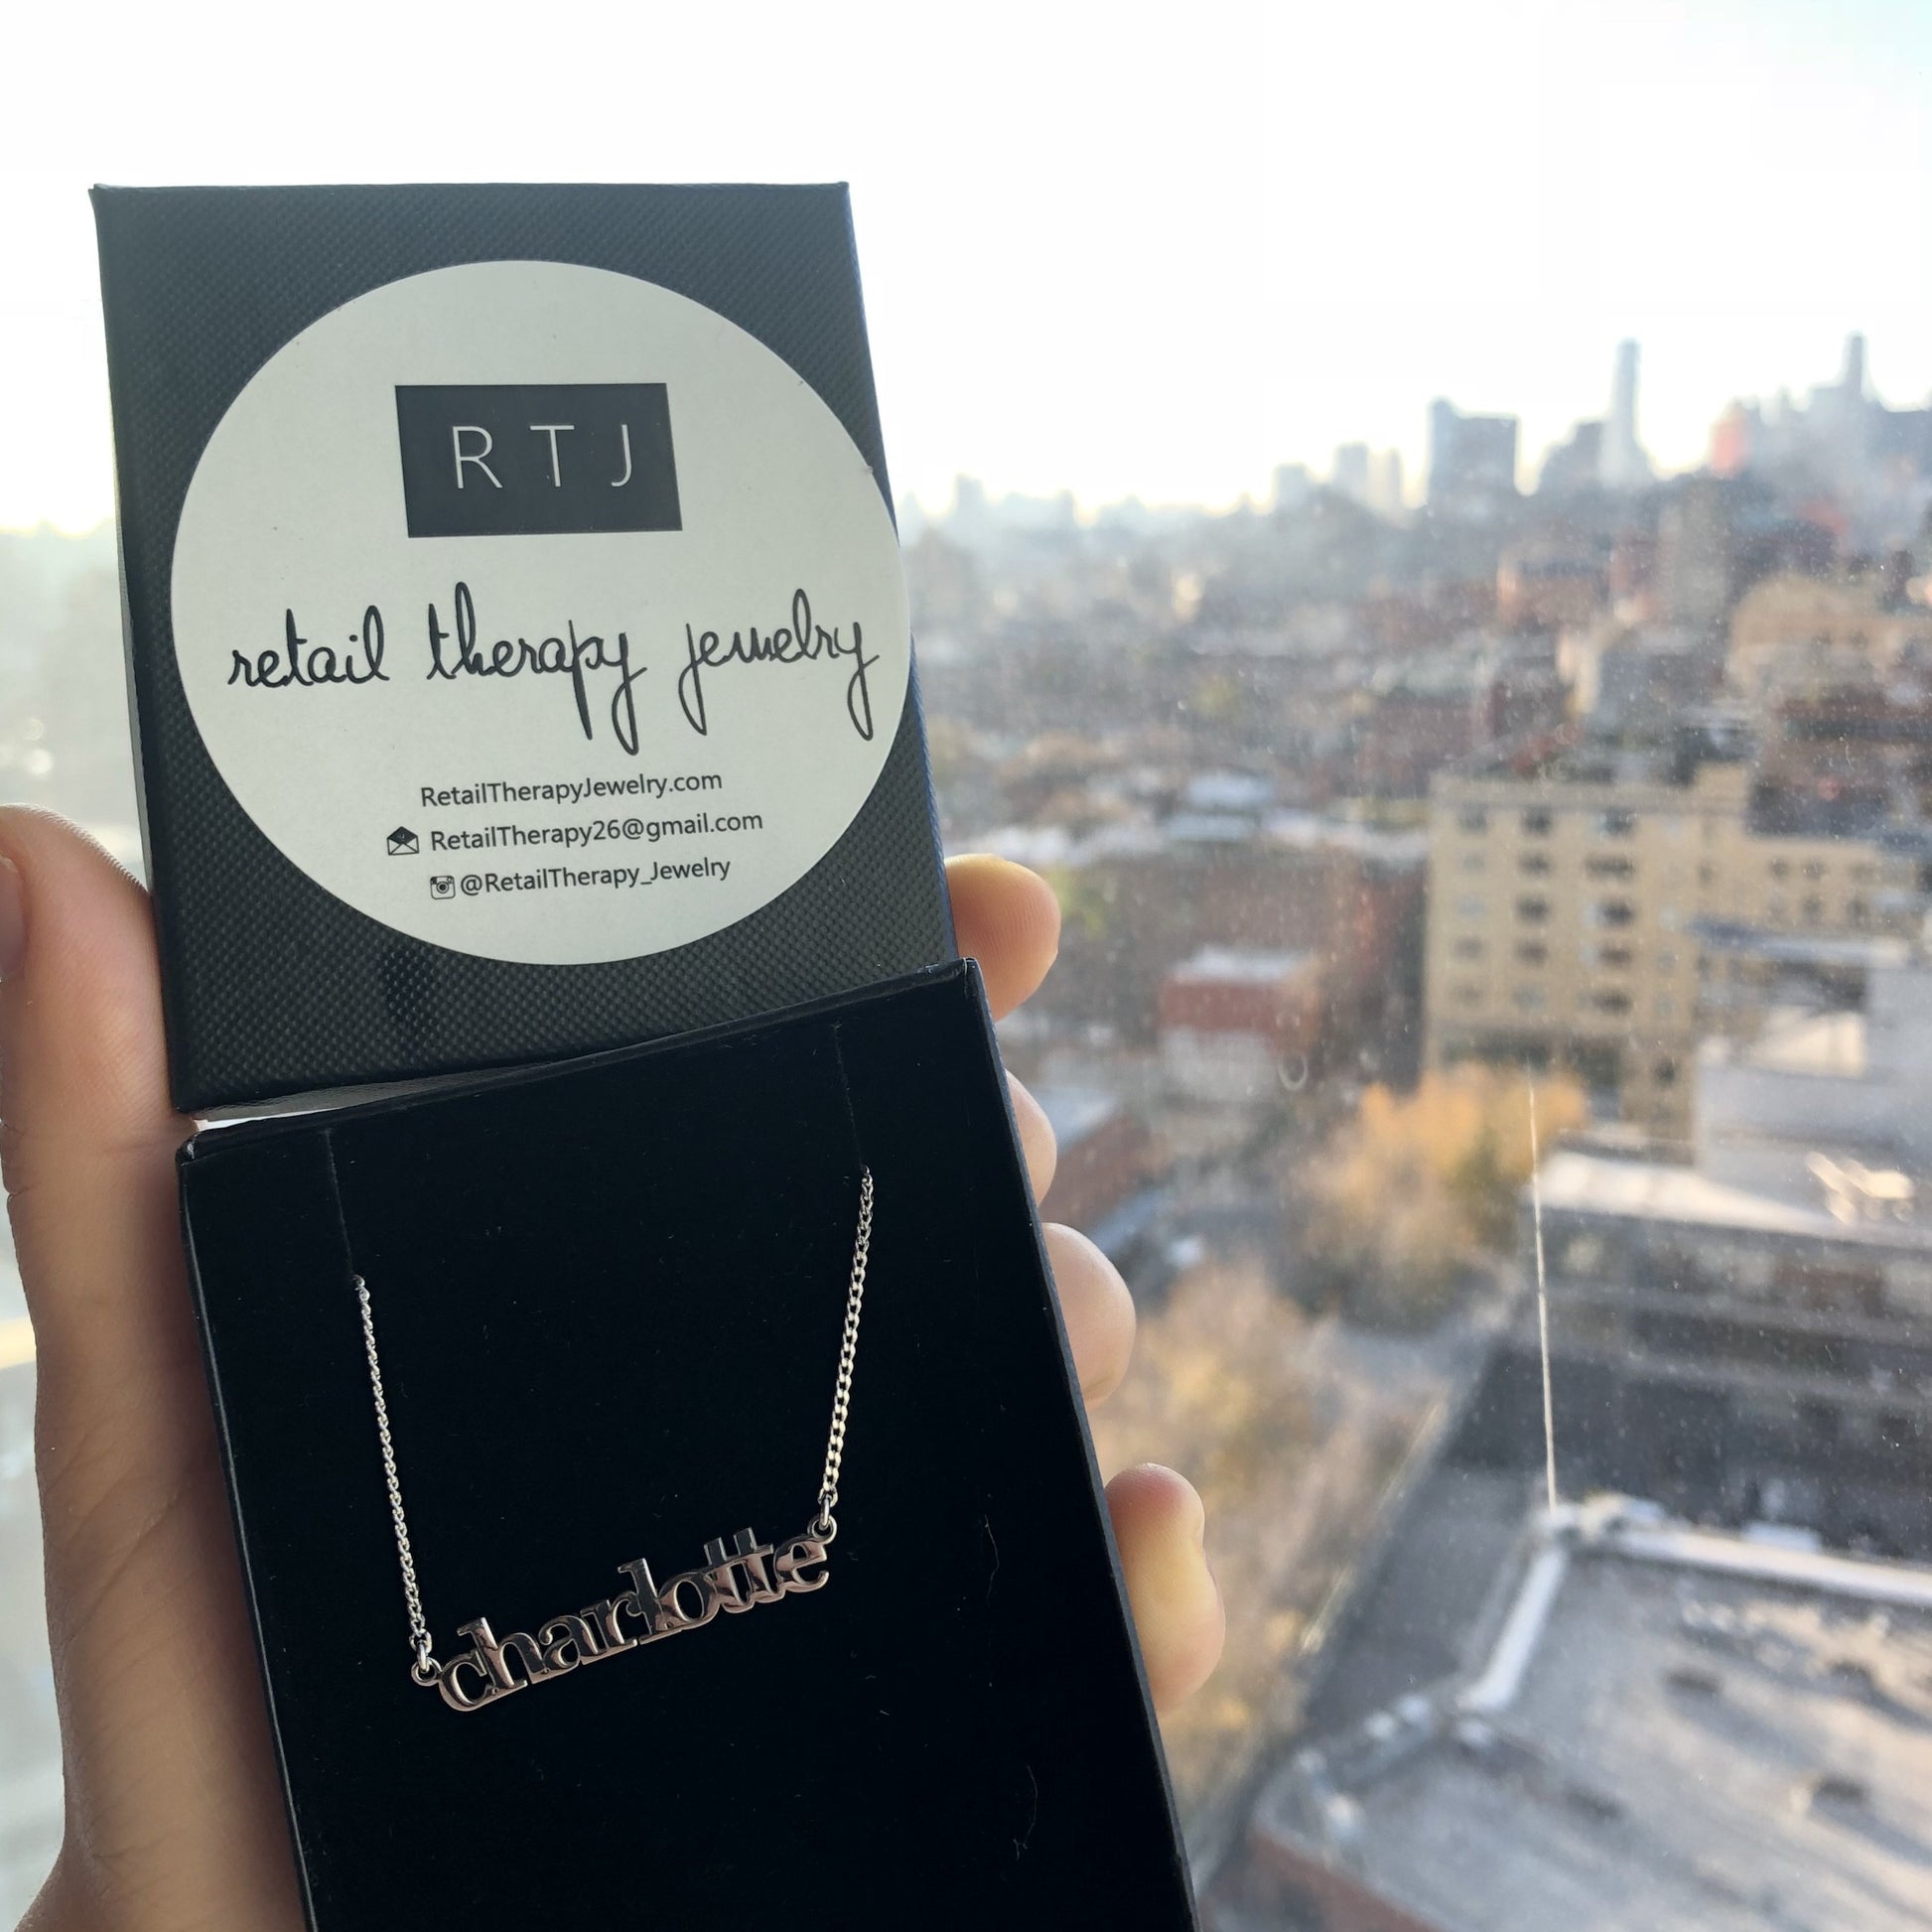 RTJ
retail therapy jewelry
RetailTherapyJewelry.com
RetailTherapy26@gmail.com
@RetailTherapy_Jewelry
charlotte